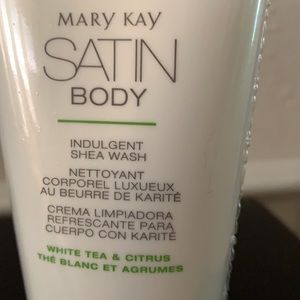 MARY KAY
SATIN
BODY
INDULGENT
SHEA WASH
NETTOYANT
CORPOREL LUXUEUX
AU BEURRE DE KARITÉ
CREMA LIMPIADORA
REFRESCANTE PARA
CUERPO CON KARITÉ
WHITE TEA & CITRUS
THÉ BLANC ET AGRUMES